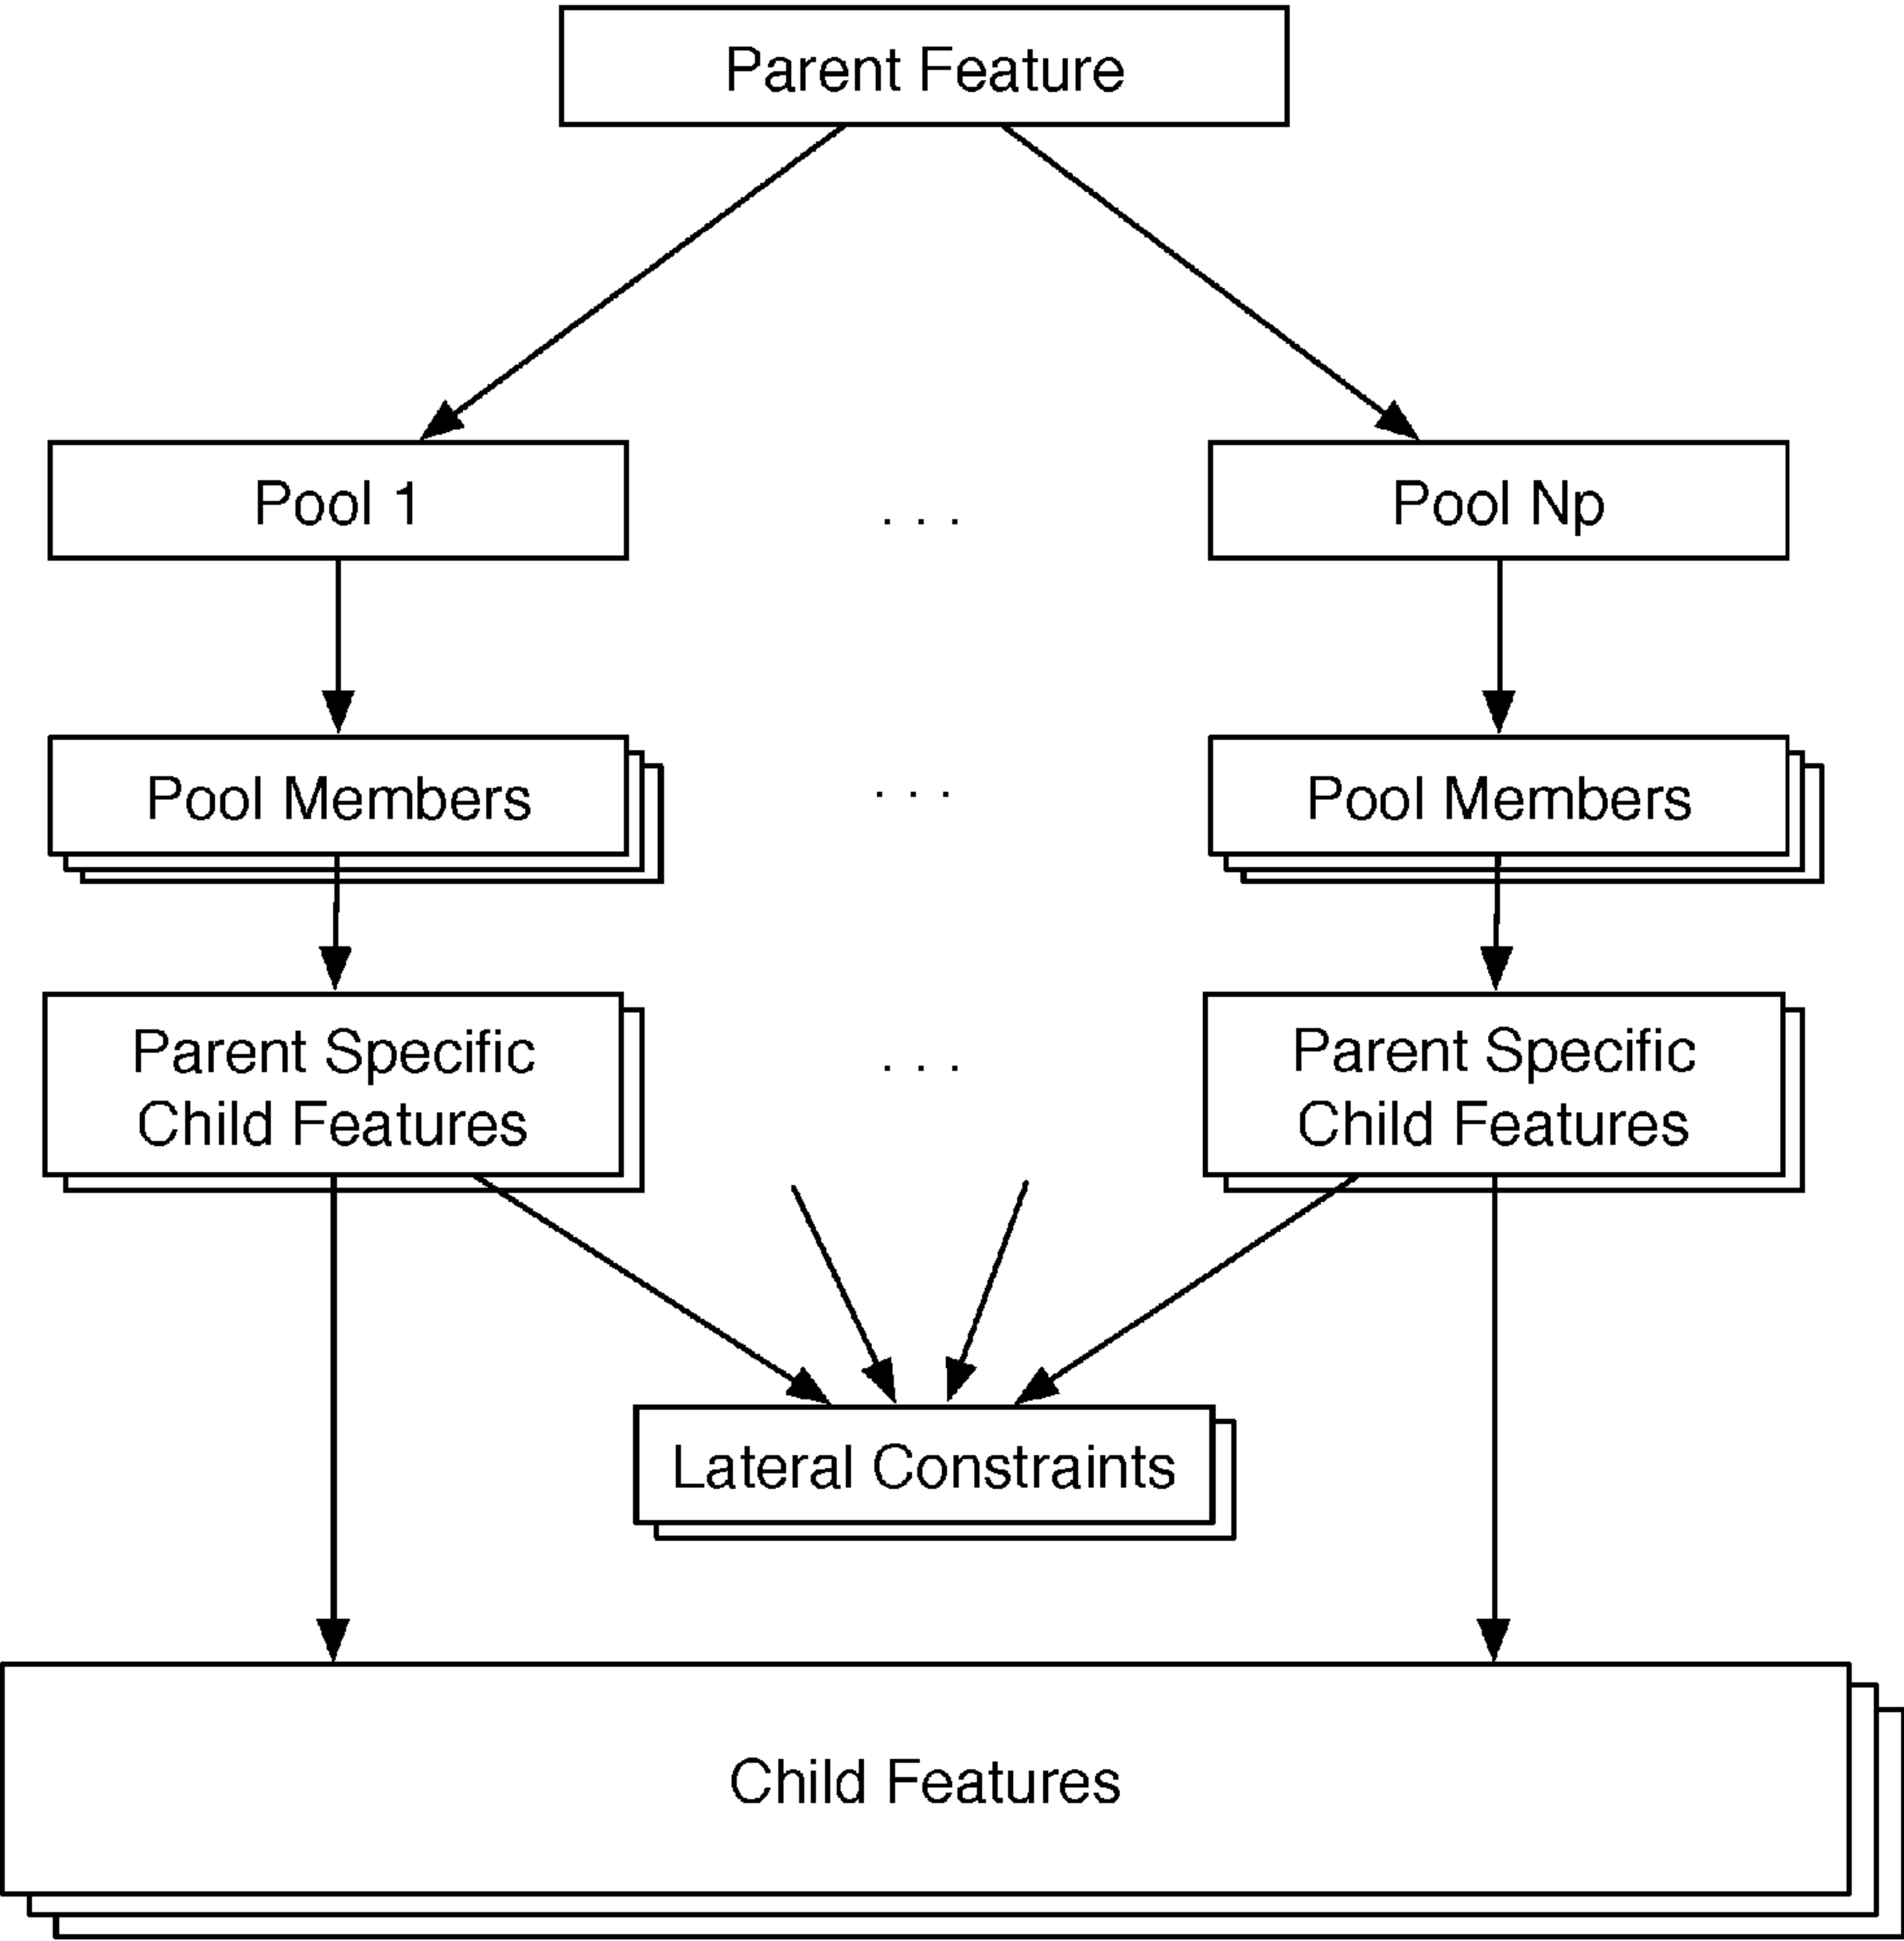 Parent Feature
Pool 1
. . .
Pool Np
Pool Members
. . .
Pool Members
Parent Specific
Child Features
. . .
Parent Specific
Child Features
Lateral Constraints
Child Features